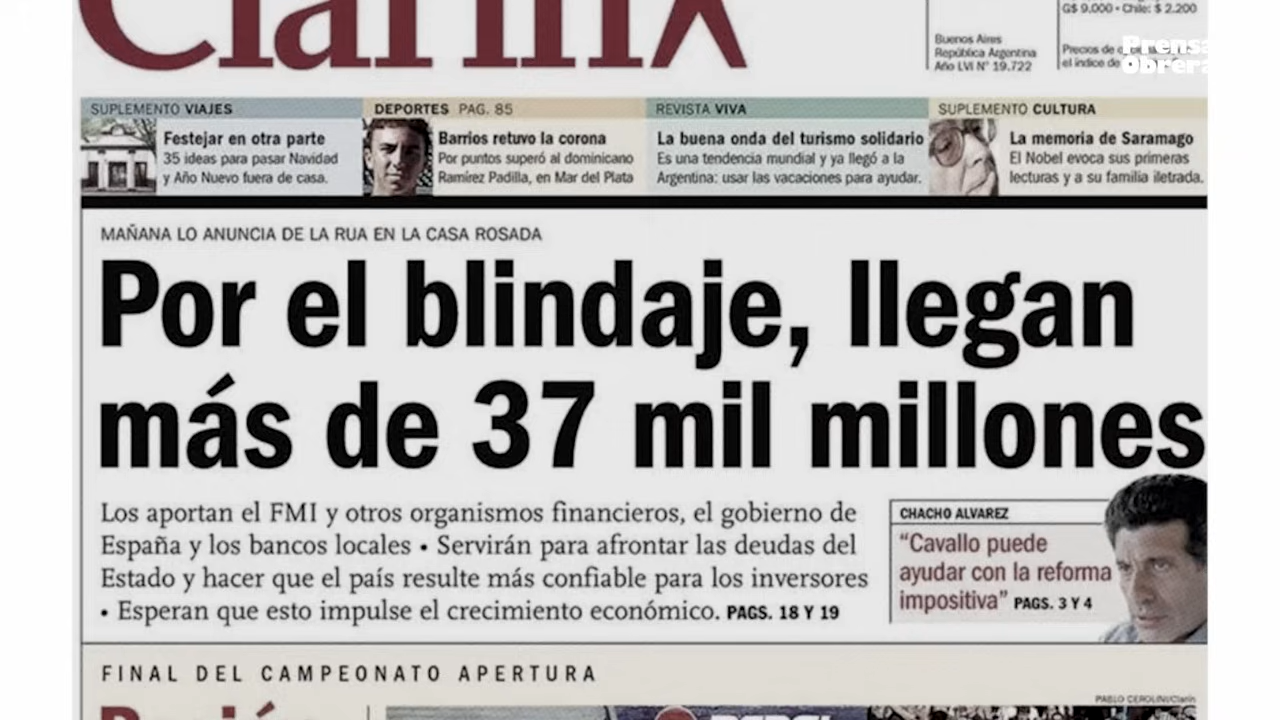 Clarín
Buenos Aires
República Argentina
Año LVI N° 19.722
G$ 9.000 • Chile: $ 2.200
Precios de
el índice de
Prensa
Obrera
SUPLEMENTO VIAJES
Festejar en otra parte
35 ideas para pasar Navidad
y Año Nuevo fuera de casa.
DEPORTES PAG. 85
Barrios retuvo la corona
Por puntos superó al dominicano
Ramírez Padilla, en Mar del Plata
REVISTA VIVA
La buena onda del turismo solidario
Es una tendencia mundial y ya llegó a la
Argentina: usar las vacaciones para ayudar.
SUPLEMENTO CULTURA
La memoria de Saramago
El Nobel evoca sus primeras
lecturas y a su familia iletrada.
MAÑANA LO ANUNCIA DE LA RUA EN LA CASA ROSADA
Por el blindaje, llegan
más de 37 mil millones
Los aportan el FMI y otros organismos financieros, el gobierno de
España y los bancos locales • Servirán para afrontar las deudas del
Estado y hacer que el país resulte más confiable para los inversores
• Esperan que esto impulse el crecimiento económico. PAGS. 18 Y 19
CHACHO ALVAREZ
“Cavallo puede
ayudar con la reforma
impositiva” PAGS. 3 Y 4
FINAL DEL CAMPEONATO APERTURA
PABLO CEROLINI/Clarín